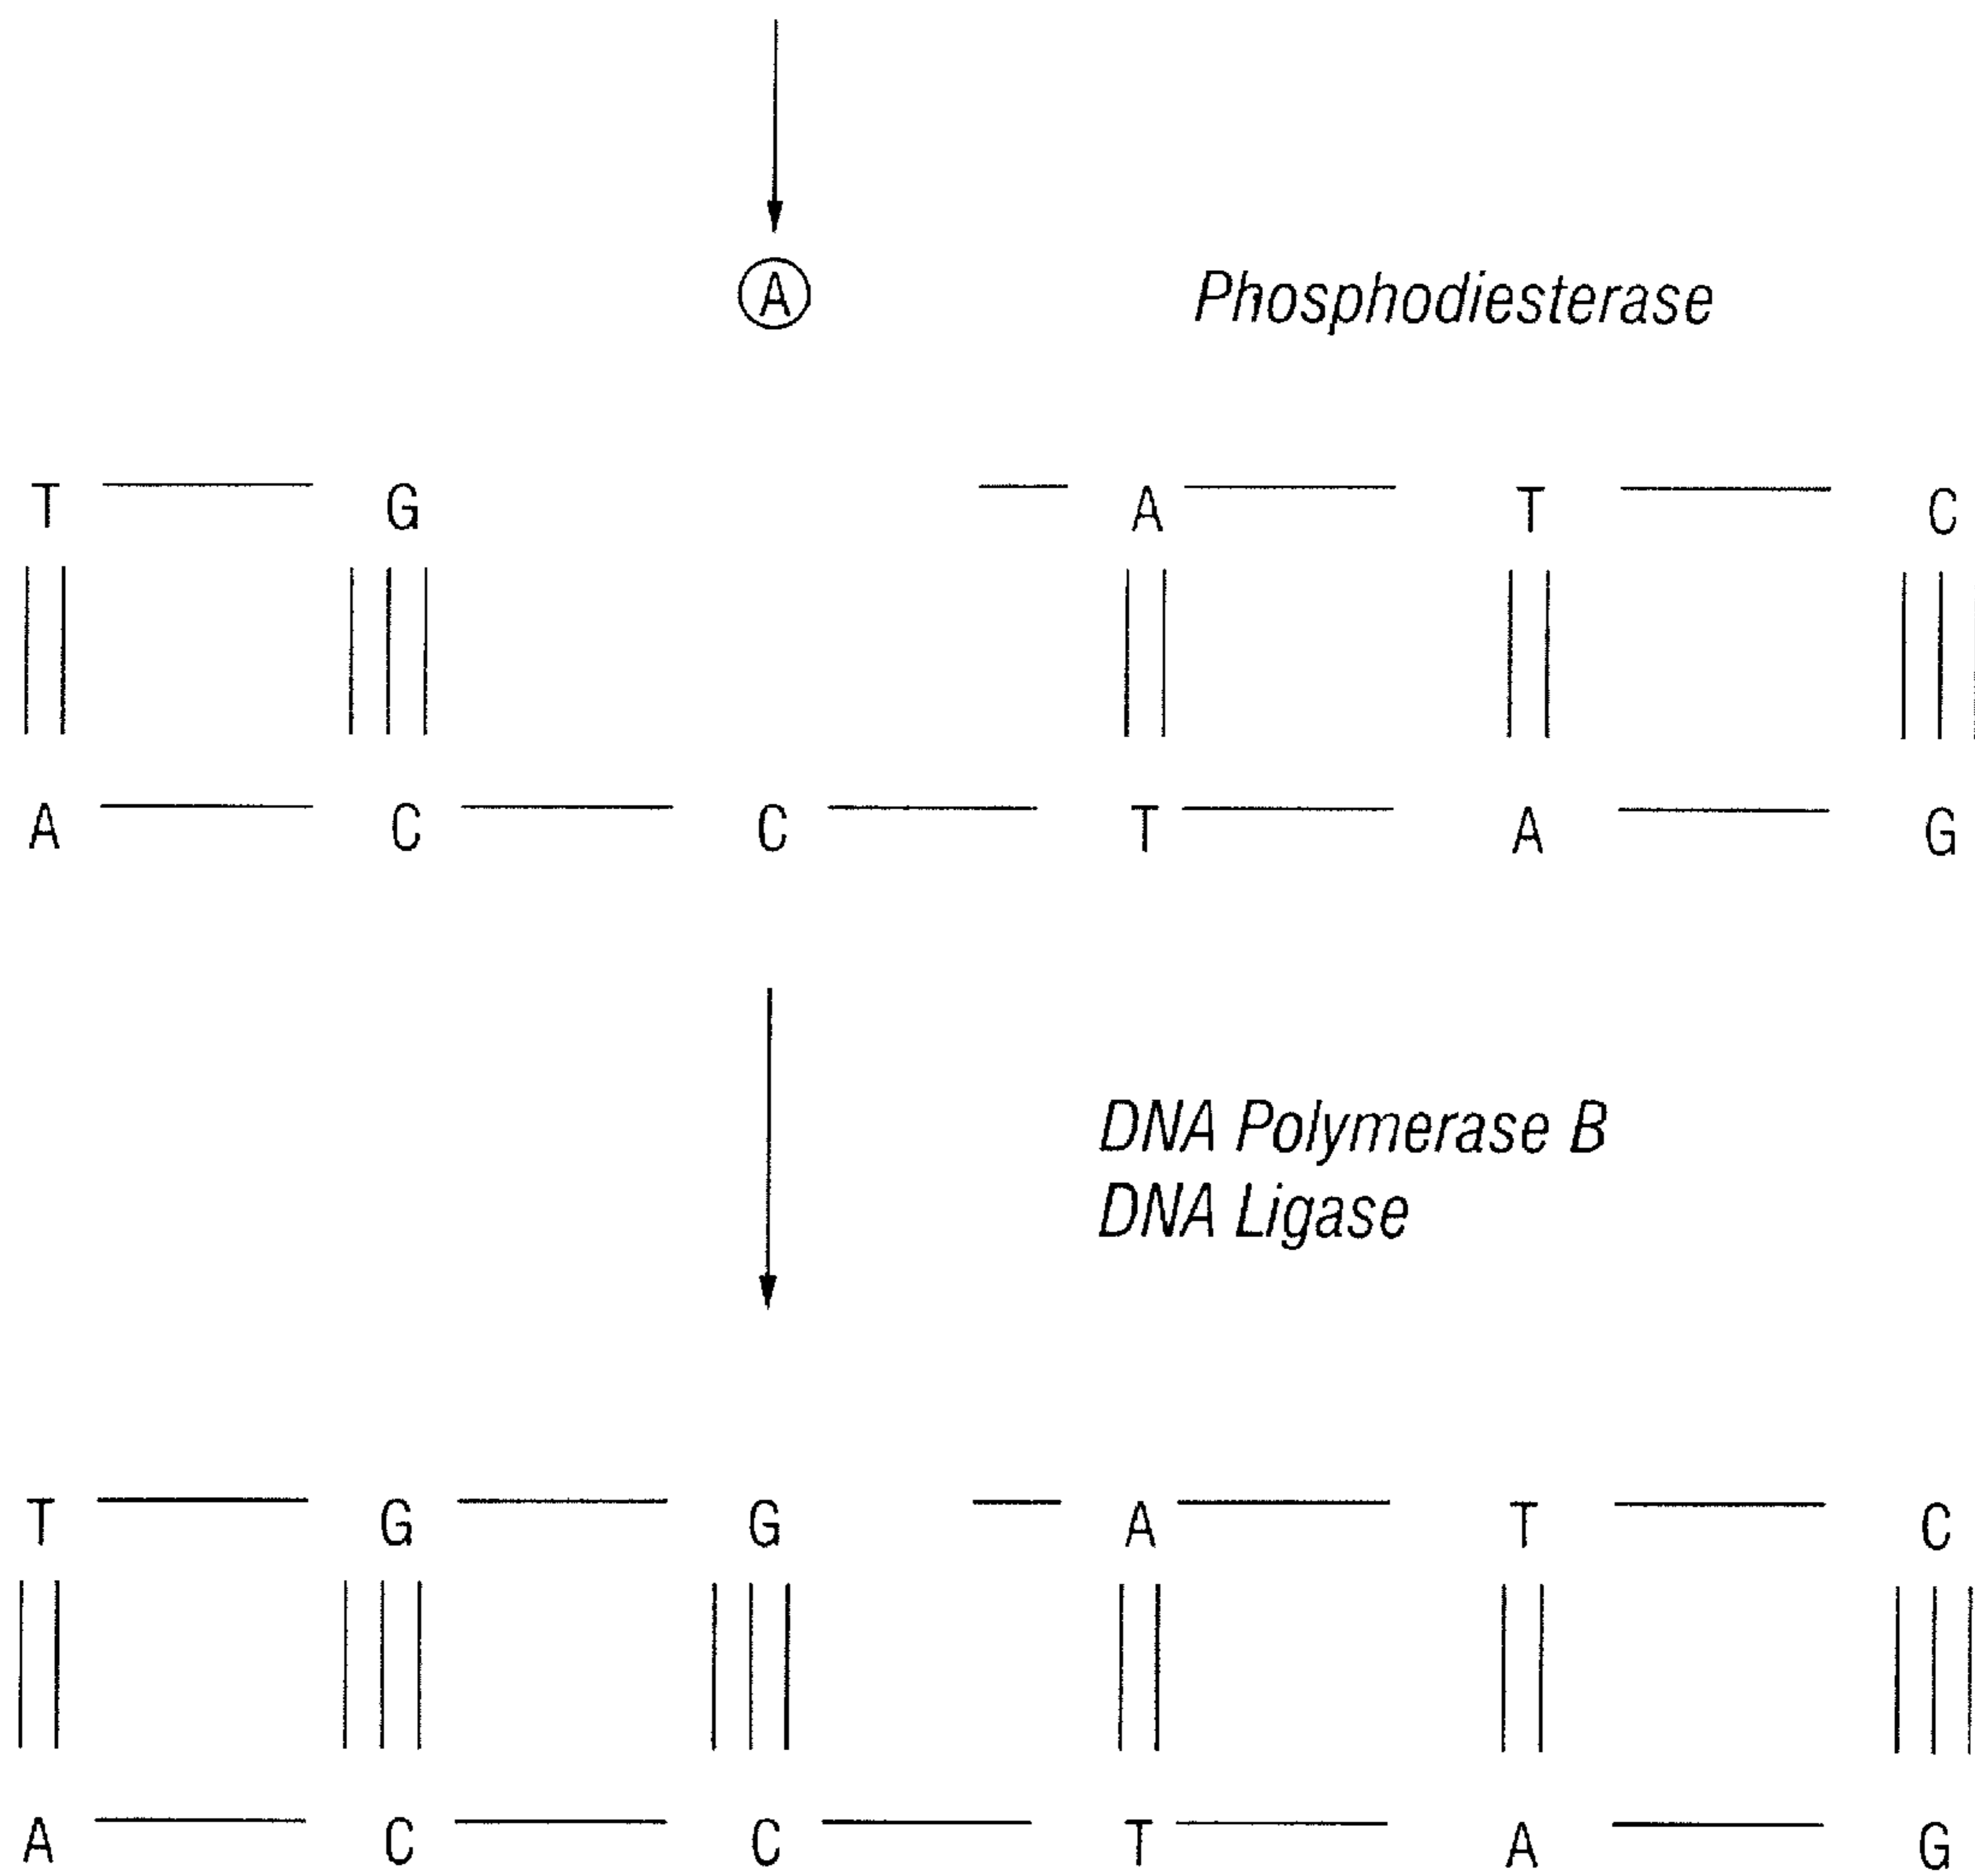 A
Phosphodiesterase
T G A T C
A C C T A G
DNA Polymerase B
DNA Ligase
T G G A T C
A C C T A G